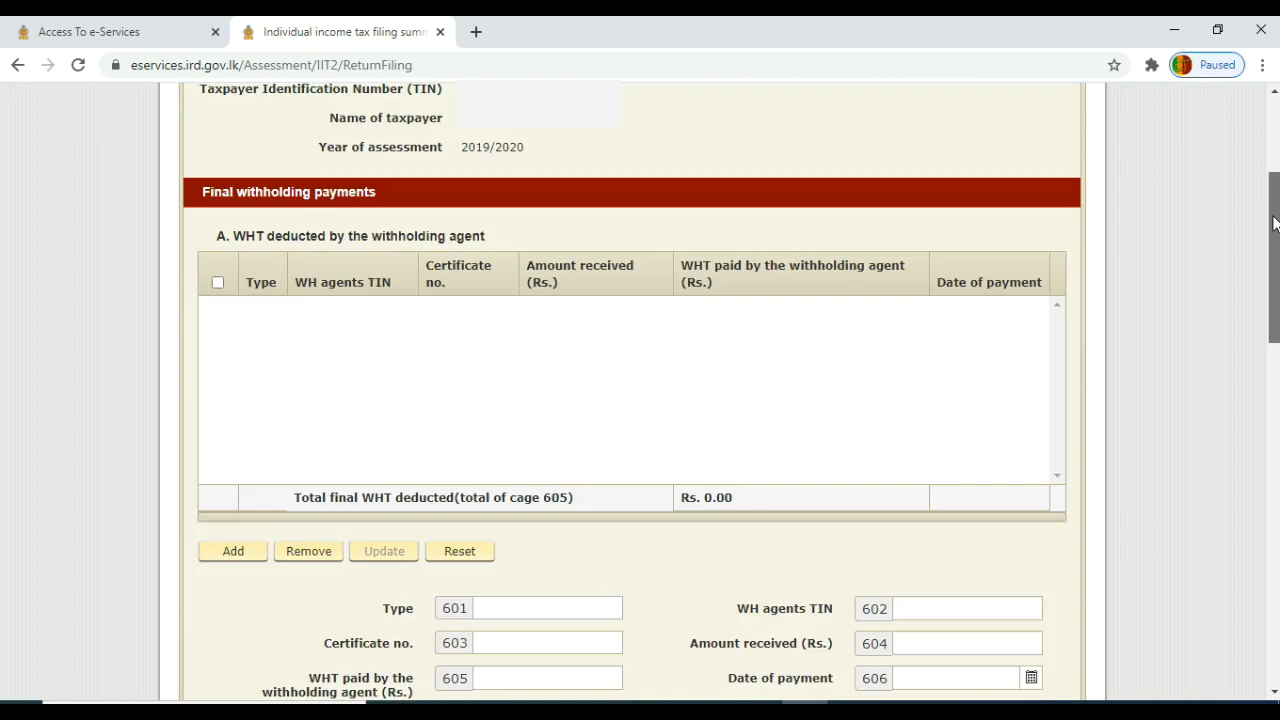 Access To e-Services
Individual income tax filing sum
eservices.ird.gov.lk/Assessment/IIT2/ReturnFiling
Paused
Taxpayer Identification Number (TIN)
Name of taxpayer
Year of assessment 2019/2020
Final withholding payments
A. WHT deducted by the withholding agent
Type WH agents TIN Certificate no. Amount received (Rs.) WHT paid by the withholding agent (Rs.) Date of payment
Total final WHT deducted(total of cage 605) Rs. 0.00
Add Remove Update Reset
Type 601 WH agents TIN 602
Certificate no. 603 Amount received (Rs.) 604
WHT paid by the withholding agent (Rs.) 605 Date of payment 606